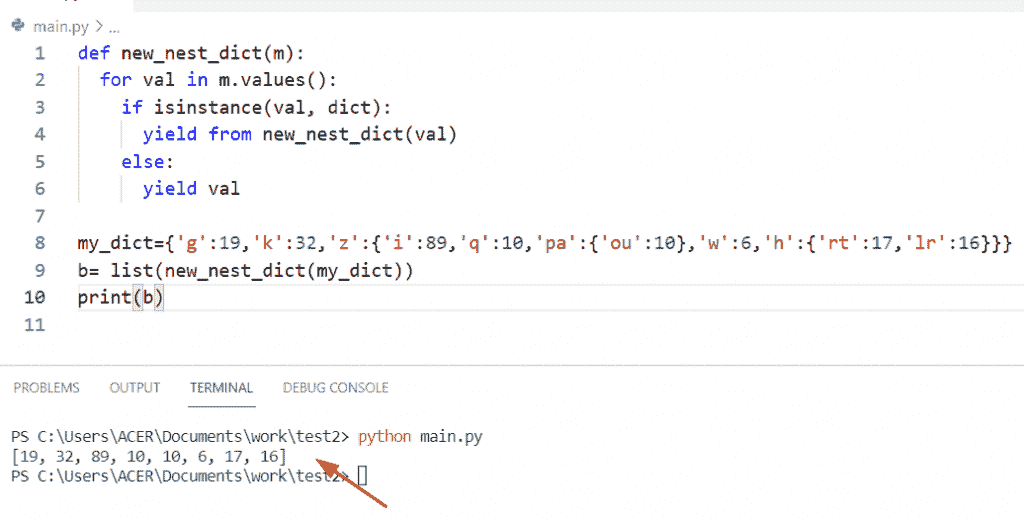 main.py > ...
1 def new_nest_dict(m):
2   for val in m.values():
3     if isinstance(val, dict):
4       yield from new_nest_dict(val)
5     else:
6       yield val
7
8 my_dict={'g':19,'k':32,'z':{'i':89,'q':10,'pa':{'ou':10},'w':6,'h':{'rt':17,'lr':16}}}
9 b= list(new_nest_dict(my_dict))
10 print(b)
11
PROBLEMS OUTPUT TERMINAL DEBUG CONSOLE
PS C:\Users\ACER\Documents\work\test2> python main.py
[19, 32, 89, 10, 10, 6, 17, 16]
PS C:\Users\ACER\Documents\work\test2>